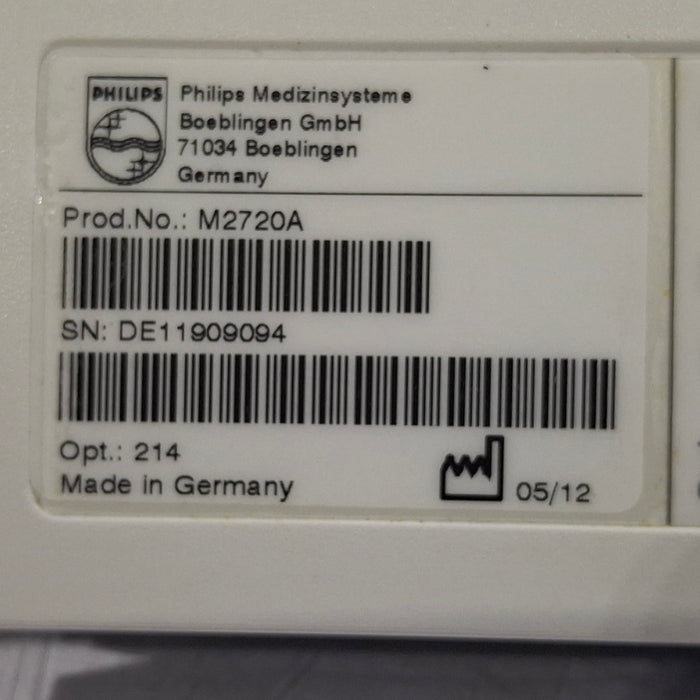 PHILIPS
Philips Medizinsysteme
Boeblingen GmbH
71034 Boeblingen
Germany
Prod.No.: M2720A
SN: DE11909094
Opt.: 214
Made in Germany
05/12